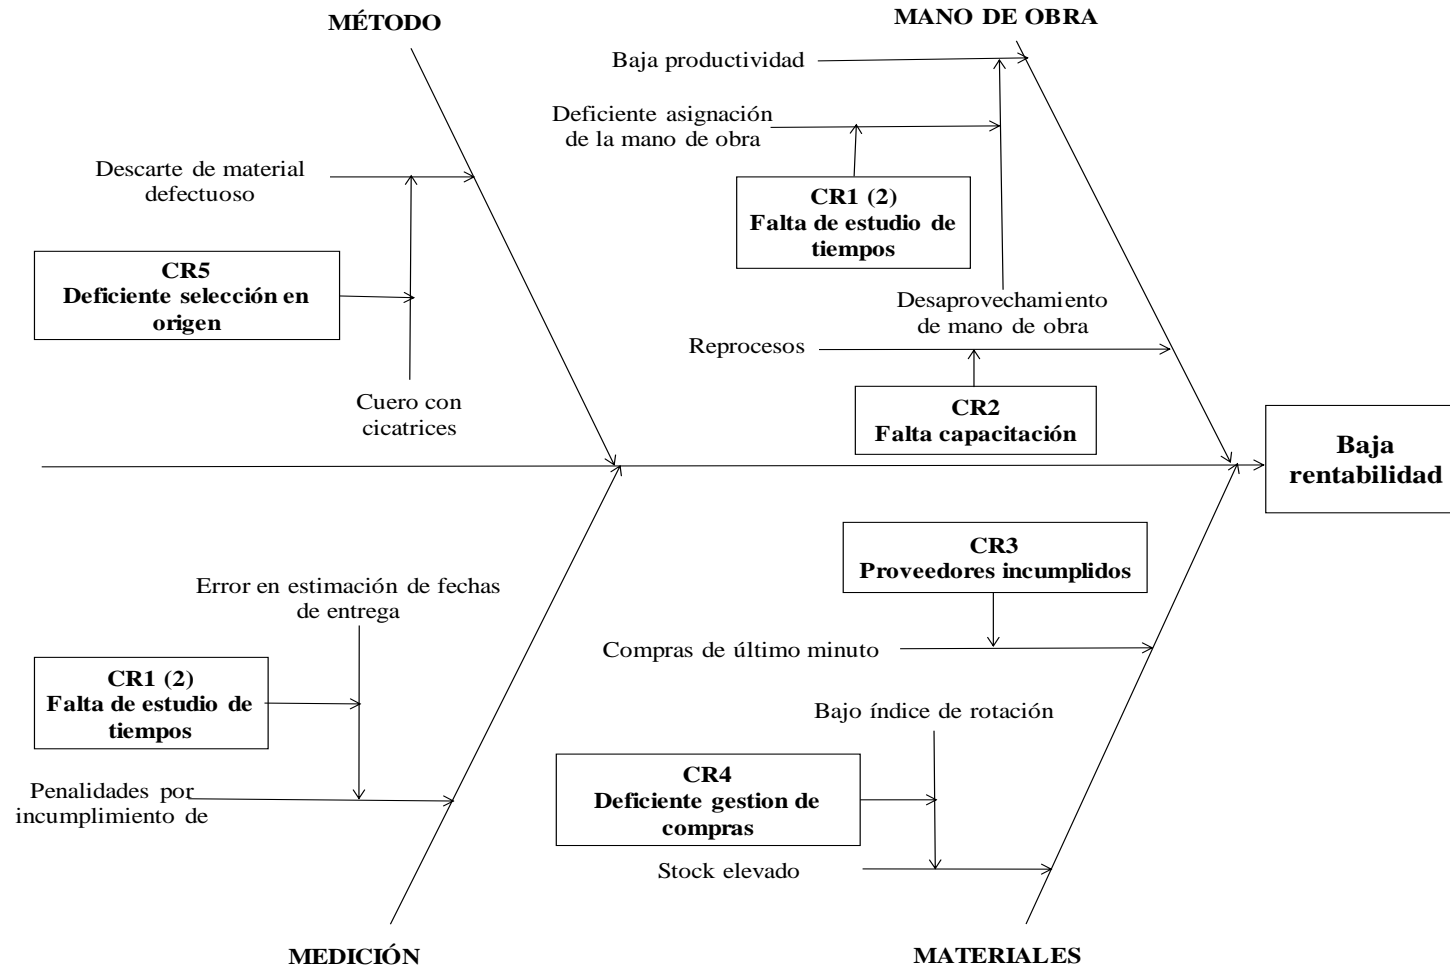 MÉTODO
MANO DE OBRA
Baja productividad
Deficiente asignación
de la mano de obra
Descarte de material
defectuoso
CR1 (2)
Falta de estudio de
tiempos
CR5
Deficiente selección en
origen
Desaprovechamiento
de mano de obra
Reprocesos
Cuero con
cicatrices
CR2
Falta capacitación
Baja
rentabilidad
CR3
Proveedores incumplidos
Error en estimación de fechas
de entrega
Compras de último minuto
CR1 (2)
Falta de estudio de
tiempos
Bajo índice de rotación
CR4
Deficiente gestion de
compras
Penalidades por
incumplimiento de
Stock elevado
MEDICIÓN
MATERIALES